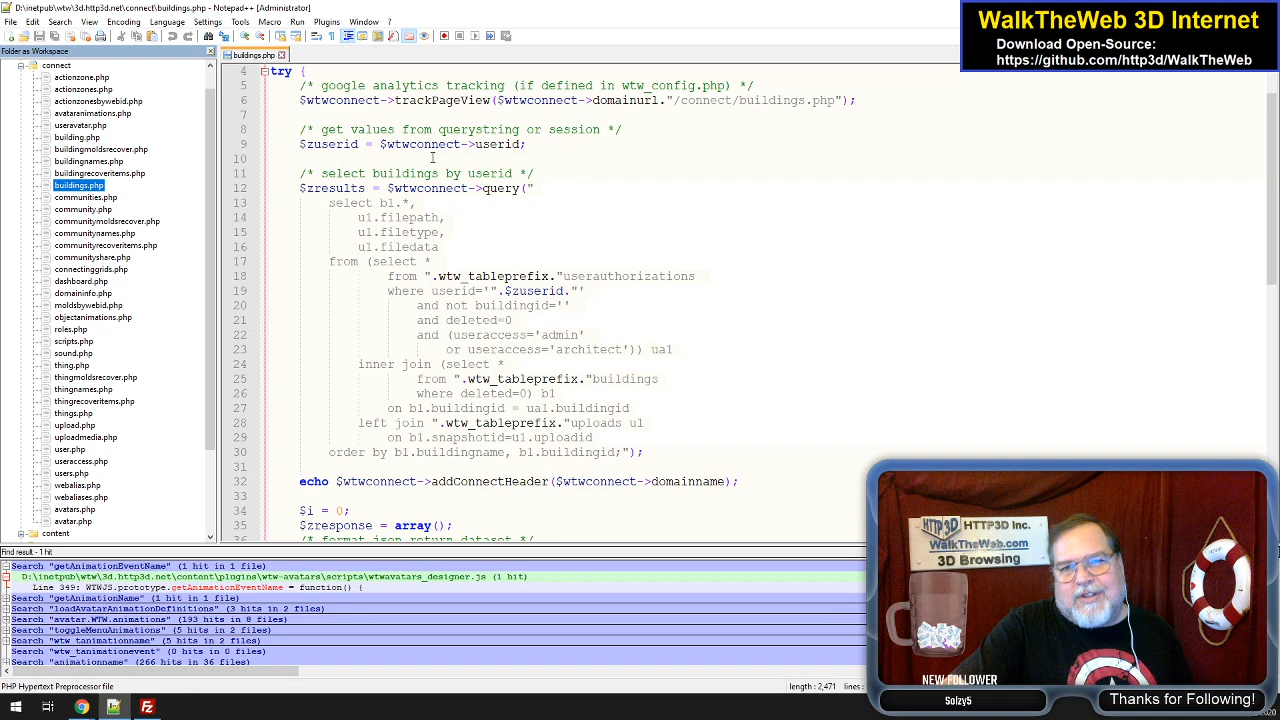 D:\inetpub\wtw\3d.http3d.net\connect\buildings.php - Notepad++ [Administrator]
File Edit Search View Encoding Language Settings Tools Macro Run Plugins Window ?
Folder as Workspace
connect
actionzone.php
actionzones.php
actionzonesbywebid.php
avataranimations.php
useravatar.php
building.php
buildingmoldsrecover.php
buildingnames.php
buildingrecoveritems.php
buildings.php
communities.php
community.php
communitymoldsrecover.php
communitynames.php
communityrecoveritems.php
communityshare.php
connectinggrids.php
dashboard.php
domaininfo.php
moldsbywebid.php
objectanimations.php
roles.php
scripts.php
sound.php
thing.php
thingmoldsrecover.php
thingnames.php
thingrecoveritems.php
things.php
upload.php
uploadmedia.php
user.php
useraccess.php
users.php
webalias.php
webaliases.php
avatars.php
avatar.php
content
buildings.php
4 try {
5 /* google analytics tracking (if defined in wtw_config.php) */
6 $wtwconnect->trackPageView($wtwconnect->domainurl."/connect/buildings.php");
7
8 /* get values from querystring or session */
9 $zuserid = $wtwconnect->userid;
10
11 /* select buildings by userid */
12 $zresults = $wtwconnect->query("
13 select b1.*,
14 u1.filepath,
15 u1.filetype,
16 u1.filedata
17 from (select *
18 from ".wtw_tableprefix."userauthorizations
19 where userid='".$zuserid."'
20 and not buildingid=''
21 and deleted=0
22 and (useraccess='admin'
23 or useraccess='architect')) ua1
24 inner join (select *
25 from ".wtw_tableprefix."buildings
26 where deleted=0) b1
27 on b1.buildingid = ua1.buildingid
28 left join ".wtw_tableprefix."uploads u1
29 on b1.snapshotid=u1.uploadid
30 order by b1.buildingname, b1.buildingid;");
31
32 echo $wtwconnect->addConnectHeader($wtwconnect->domainname);
33
34 $i = 0;
35 $zresponse = array();
/* format json return dataset */
Find result - 1 hit
Search "getAnimationEventName" (1 hit in 1 file)
D:\inetpub\wtw\3d.http3d.net\content\plugins\wtw-avatars\scripts\wtwavatars_designer.js (1 hit)
Line 349: WTWJS.prototype.getAnimationEventName = function() {
Search "getAnimationName" (1 hit in 1 file)
Search "loadAvatarAnimationDefinitions" (3 hits in 2 files)
Search "avatar.WTW.animations" (193 hits in 8 files)
Search "toggleMenuAnimations" (5 hits in 2 files)
Search "wtw_tanimationname" (5 hits in 2 files)
Search "wtw_tanimationevent" (0 hits in 0 files)
Search "animationname" (266 hits in 36 files)
PHP Hypertext Preprocessor file
length : 2,471 lines :
WalkTheWeb 3D Internet
Download Open-Source:
https://github.com/http3d/WalkTheWeb
HTTP3D HTTP3D Inc.
WalkTheWeb.com
3D Browsing
NEW FOLLOWER
Solzy5
Thanks for Following!